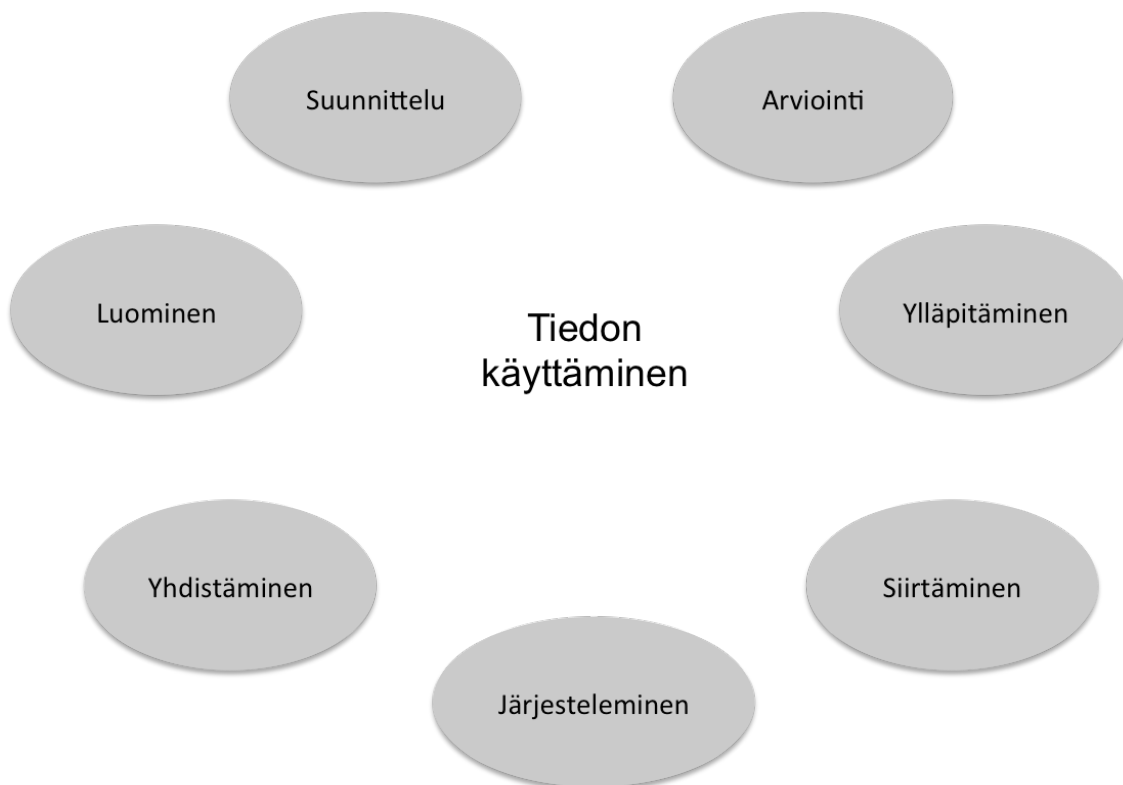 Suunnittelu
Arviointi
Luominen
Ylläpitäminen
Tiedon
käyttäminen
Yhdistäminen
Siirtäminen
Järjesteleminen